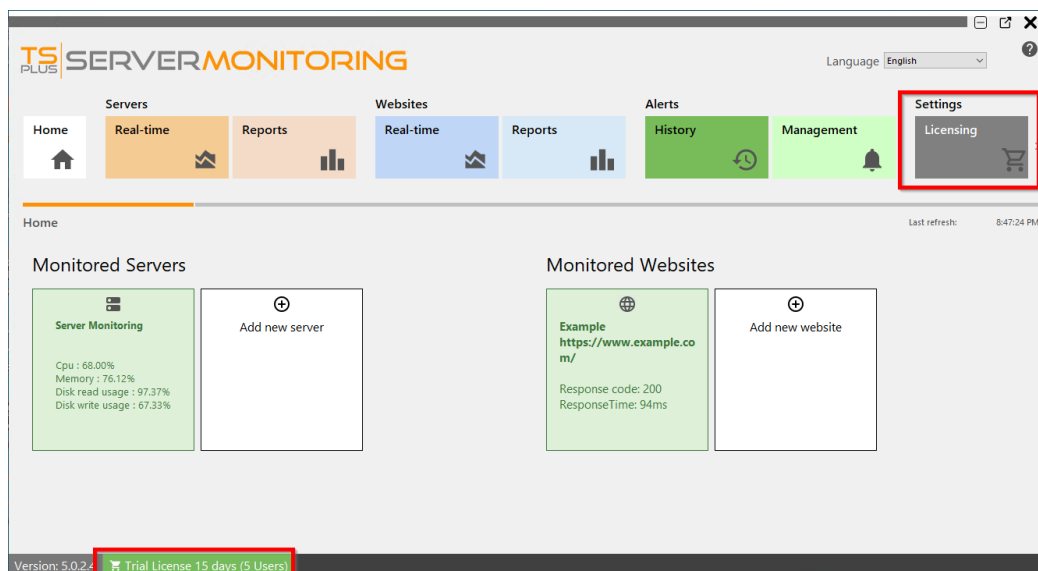 TS PLUS SERVERMONITORING
Language English
Servers
Websites
Alerts
Settings
Home
Real-time
Reports
Real-time
Reports
History
Management
Licensing
Home
Last refresh: 8:47:24 PM
Monitored Servers
Monitored Websites
Server Monitoring
Cpu : 68.00%
Memory : 76.12%
Disk read usage : 97.37%
Disk write usage : 67.33%
Add new server
Example
https://www.example.co
m/
Response code: 200
ResponseTime: 94ms
Add new website
Version: 5.0.2.4
Trial License 15 days (5 Users)